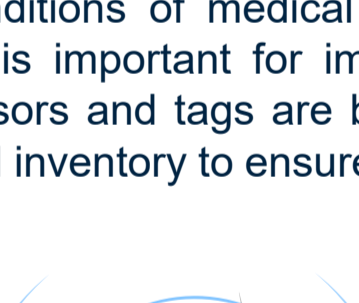 ditions of medical
is important for im
sors and tags are b
inventory to ensure